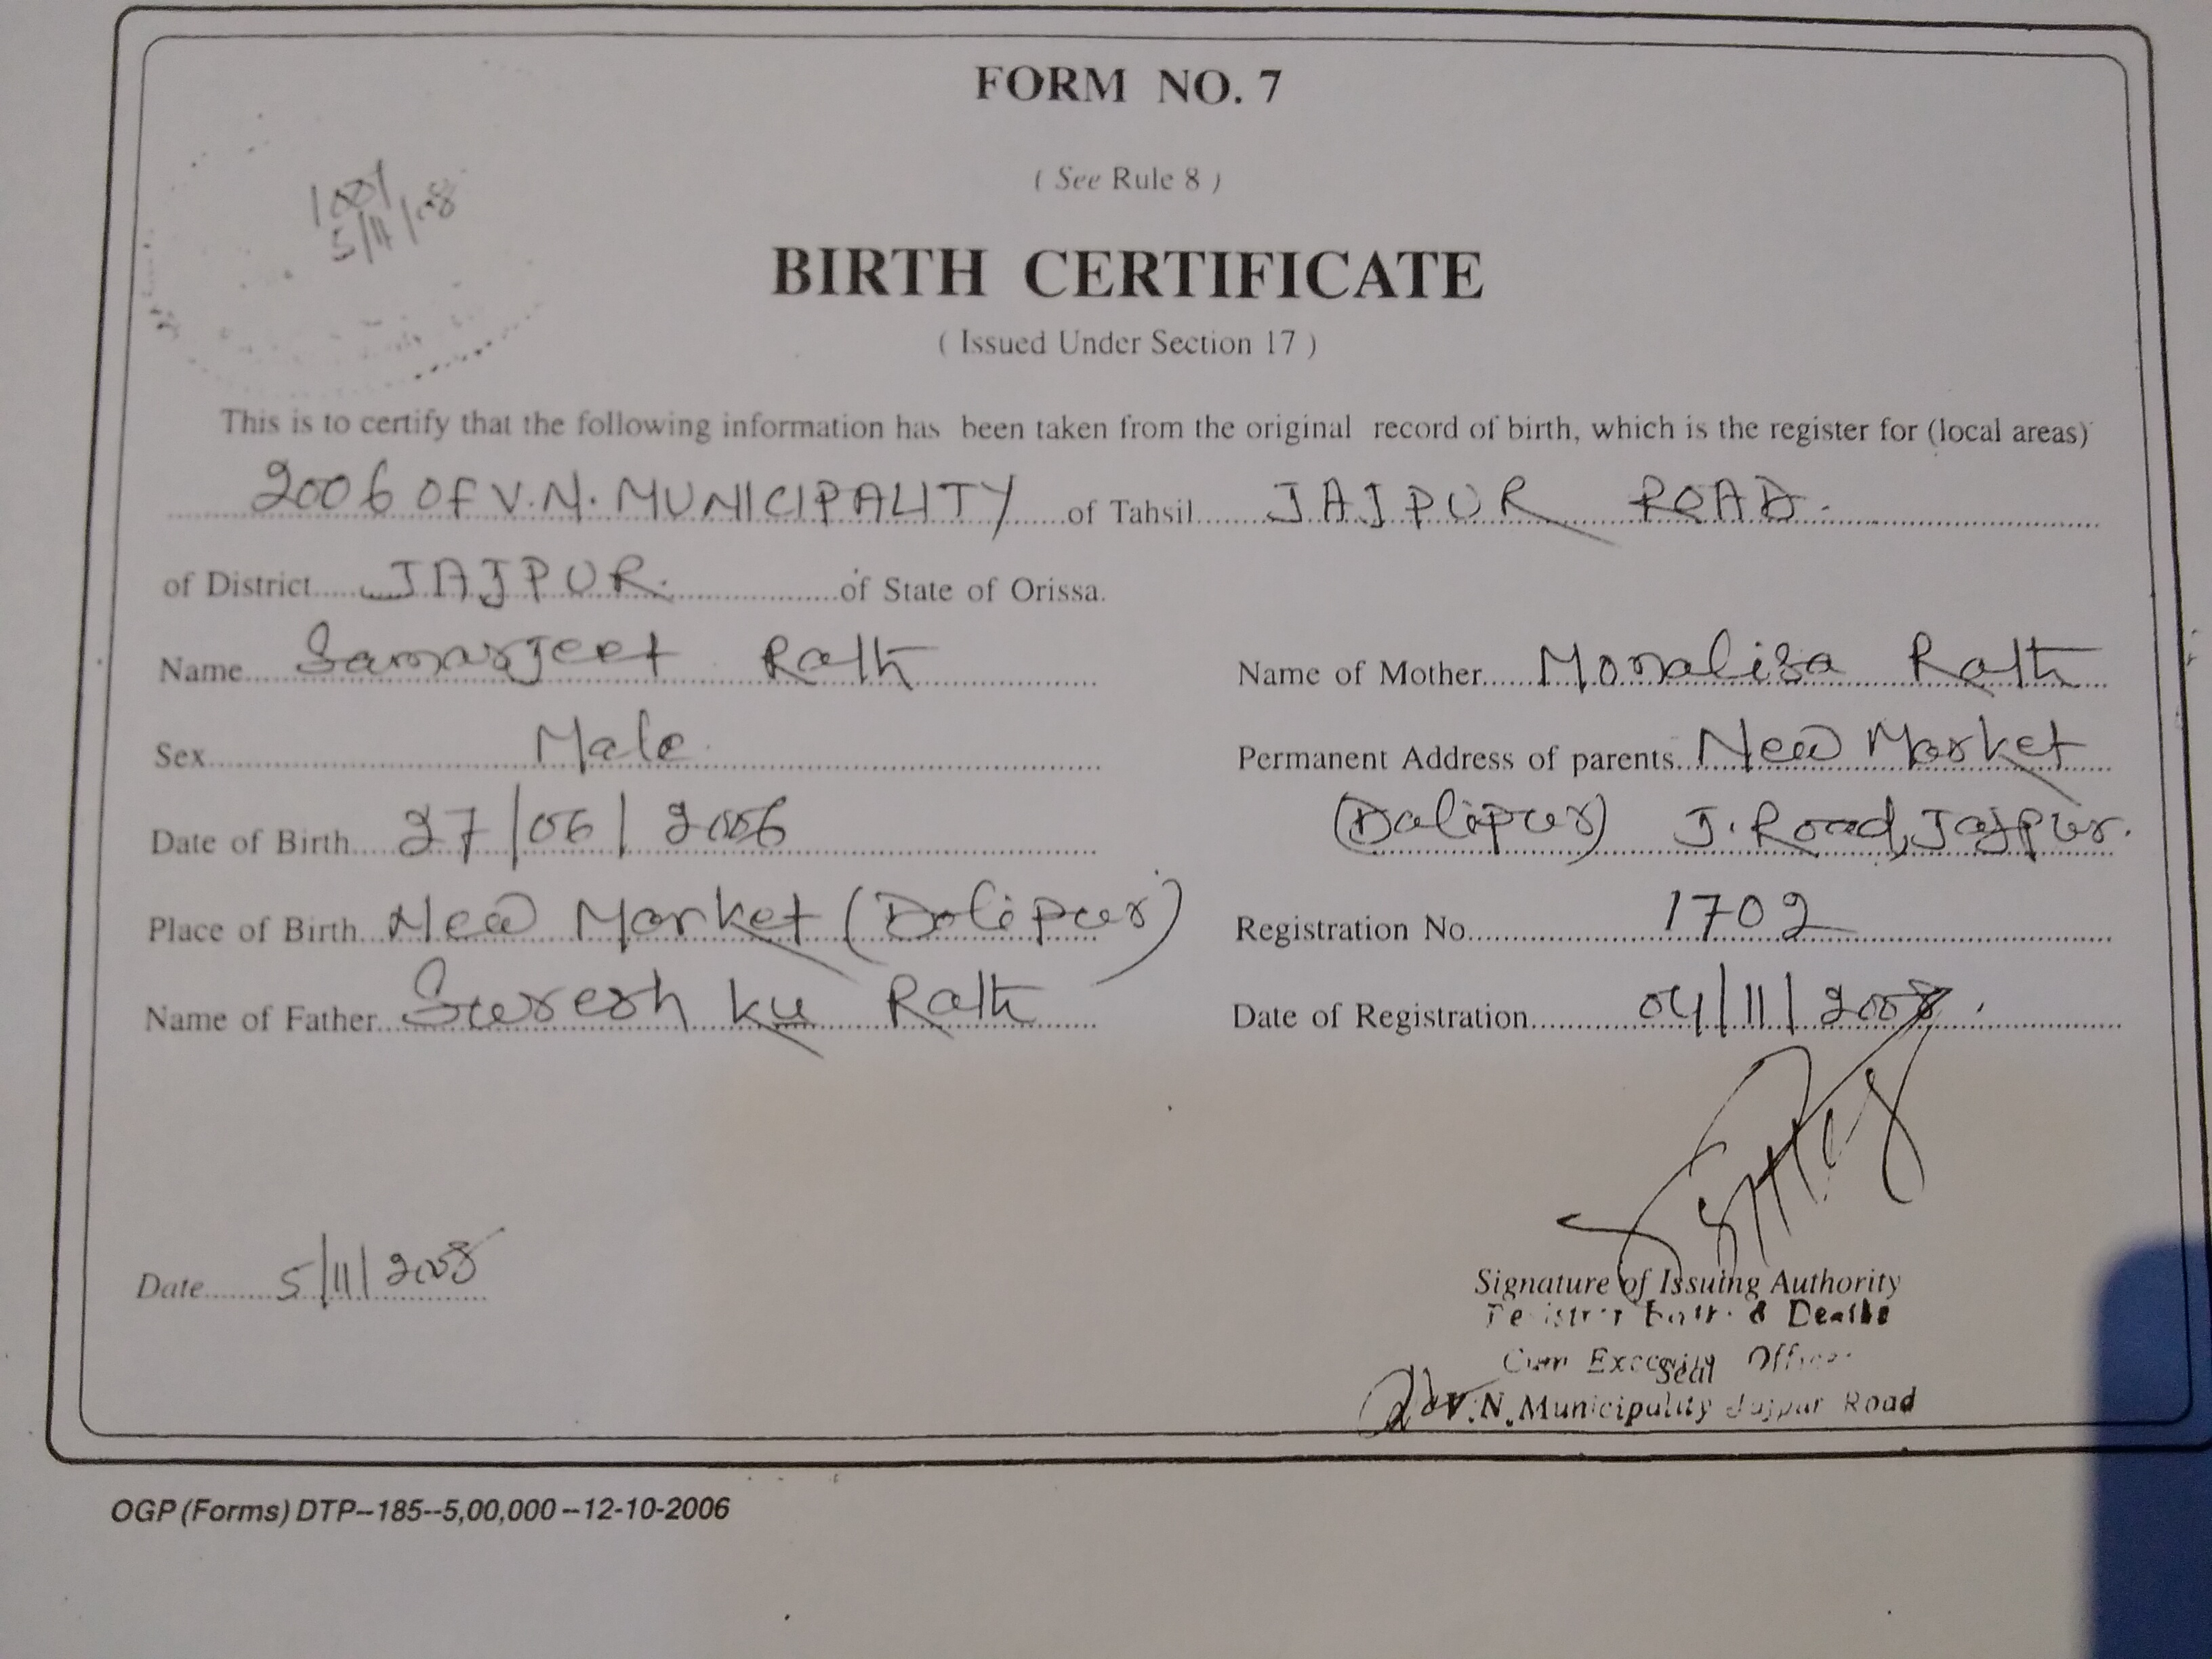 FORM NO. 7
( See Rule 8 )
5/11/08
BIRTH CERTIFICATE
( Issued Under Section 17 )
This is to certify that the following information has been taken from the original record of birth, which is the register for (local areas)
2006 OF V.N. MUNICIPALITY of Tahsil JAJPUR ROAD.
of District JAJPUR. of State of Orissa.
Name Samarjeet Rath
Name of Mother Monalisa Rath
Sex Male
Permanent Address of parents New Market
(Dalipur) J. Road, Jajpur.
Date of Birth 27/06/2006
Place of Birth New Market (Dalipur)
Registration No. 1702
Name of Father Suresh ku Rath
Date of Registration 04/11/2008
Date 5/11/2008
Signature of Issuing Authority
& Deaths
Cum Officer
Seal
V.N. Municipality Jajpur Road
OGP (Forms) DTP--185--5,00,000 --12-10-2006